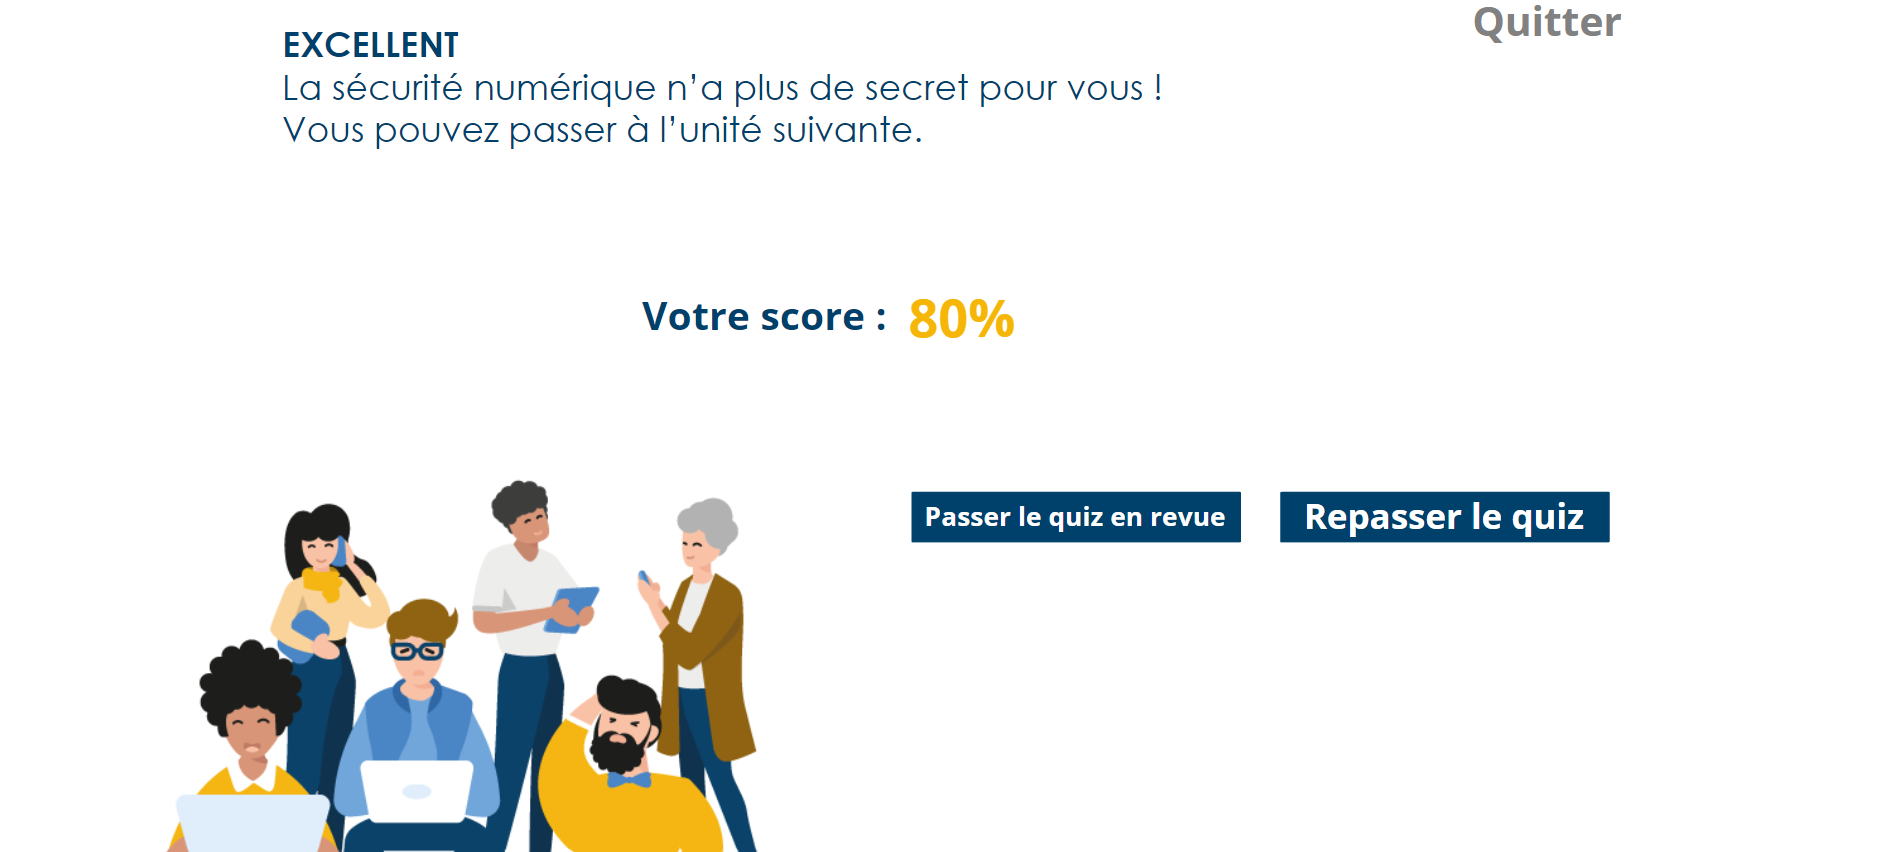 Quitter
EXCELLENT
La sécurité numérique n’a plus de secret pour vous !
Vous pouvez passer à l’unité suivante.
Votre score : 80%
Passer le quiz en revue
Repasser le quiz